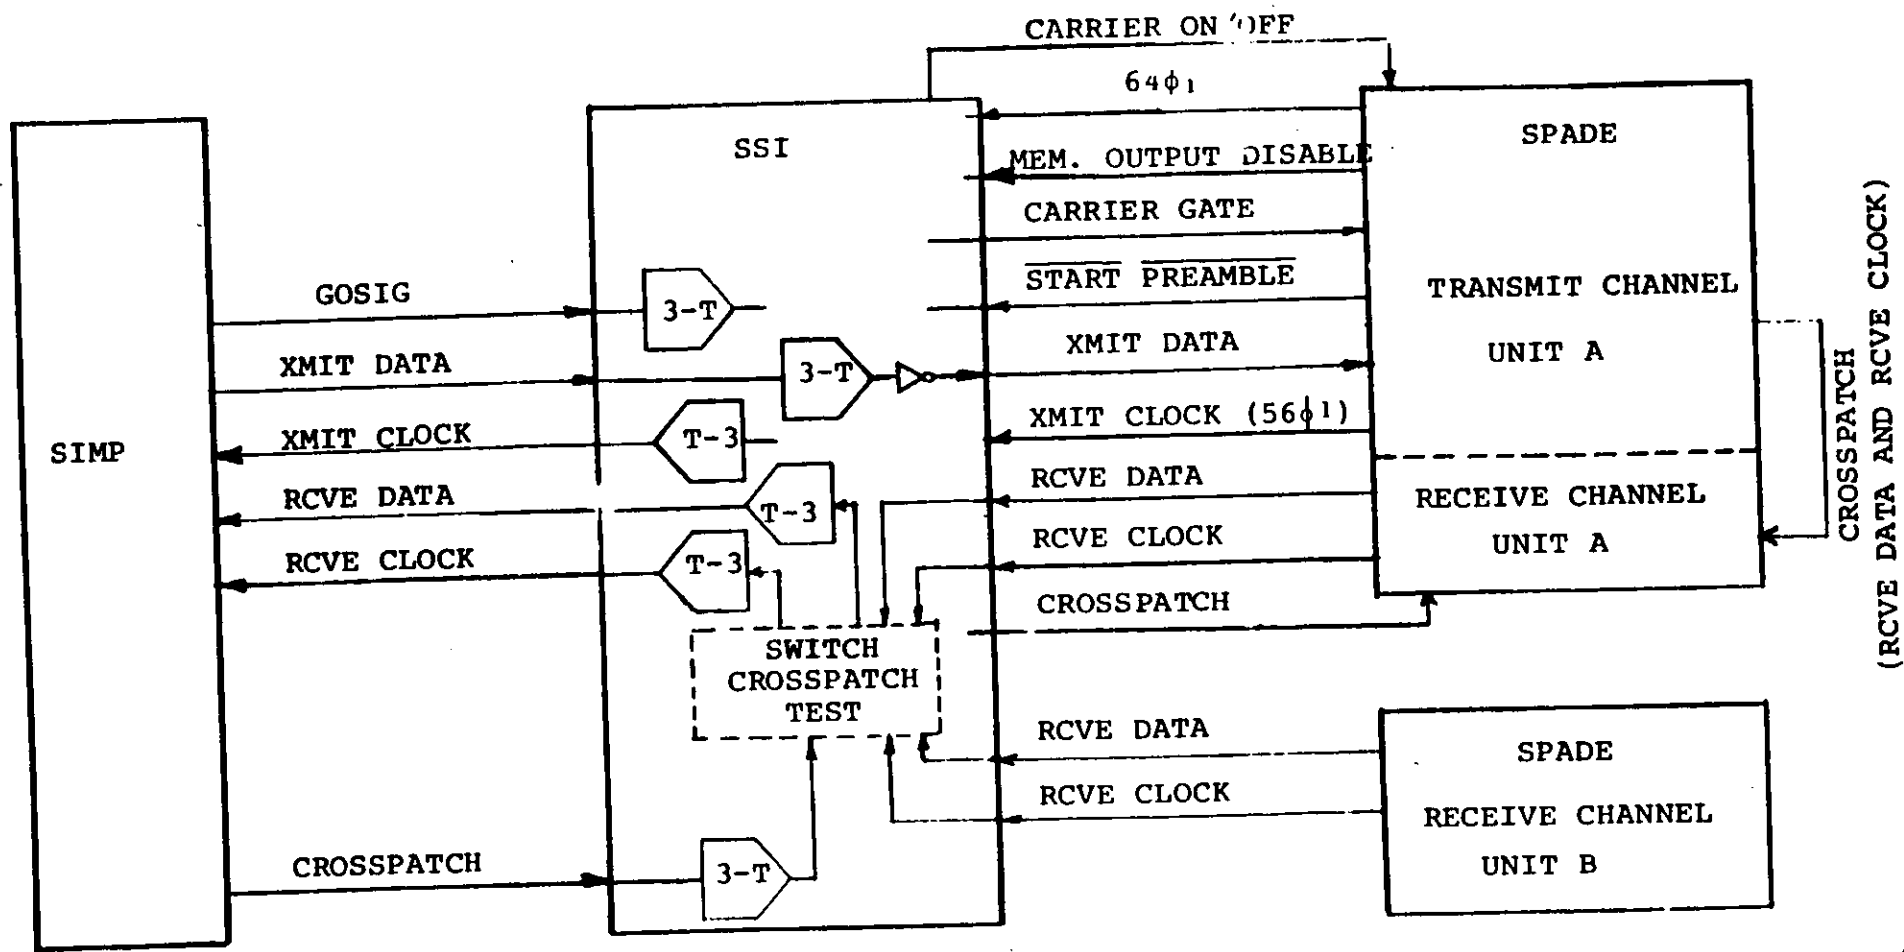 SIMP
GOSIG
XMIT DATA
XMIT CLOCK
RCVE DATA
RCVE CLOCK
CROSSPATCH
SSI
3-T
3-T
T-3
T-3
T-3
SWITCH
CROSSPATCH
TEST
3-T
CARRIER ON OFF
64ϕ1
MEM. OUTPUT DISABLE
CARRIER GATE
START PREAMBLE
XMIT DATA
XMIT CLOCK (56ϕ1)
RCVE DATA
RCVE CLOCK
CROSSPATCH
RCVE DATA
RCVE CLOCK
SPADE
TRANSMIT CHANNEL
UNIT A
RECEIVE CHANNEL
UNIT A
SPADE
RECEIVE CHANNEL
UNIT B
CROSSPATCH
(RCVE DATA AND RCVE CLOCK)